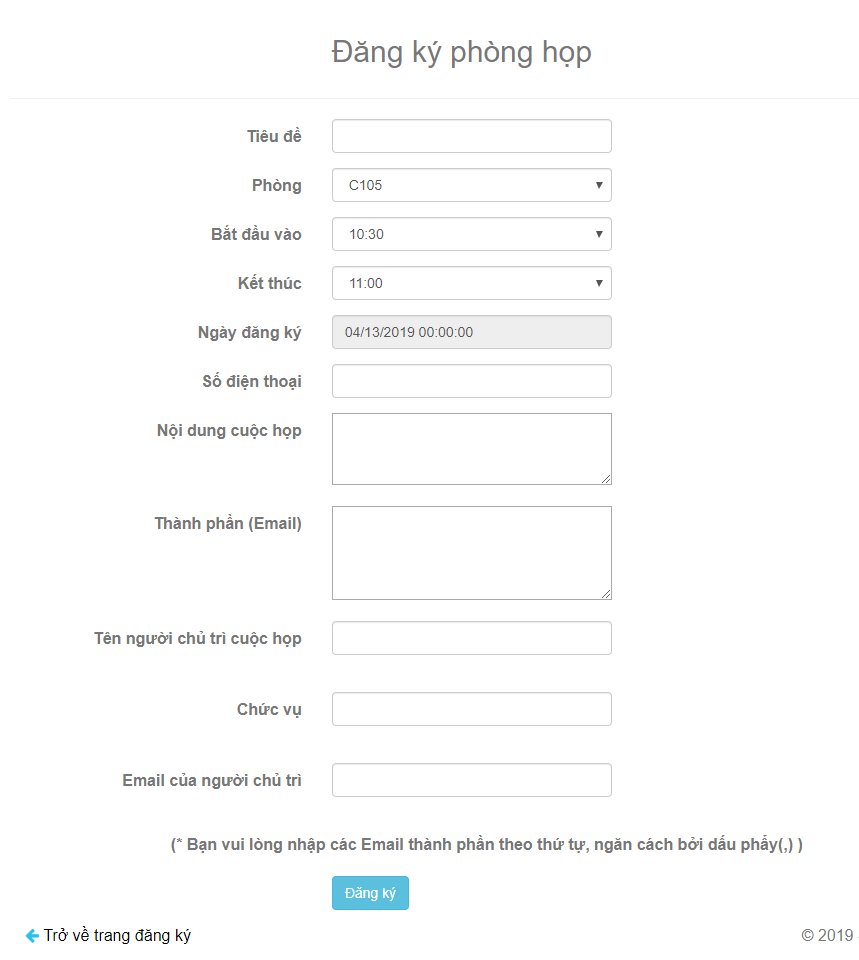 Đăng ký phòng họp
Tiêu đề
Phòng C105
Bắt đầu vào 10:30
Kết thúc 11:00
Ngày đăng ký 04/13/2019 00:00:00
Số điện thoại
Nội dung cuộc họp
Thành phần (Email)
Tên người chủ trì cuộc họp
Chức vụ
Email của người chủ trì
(* Bạn vui lòng nhập các Email thành phần theo thứ tự, ngăn cách bởi dấu phẩy(,) )
Đăng ký
Trở về trang đăng ký © 2019